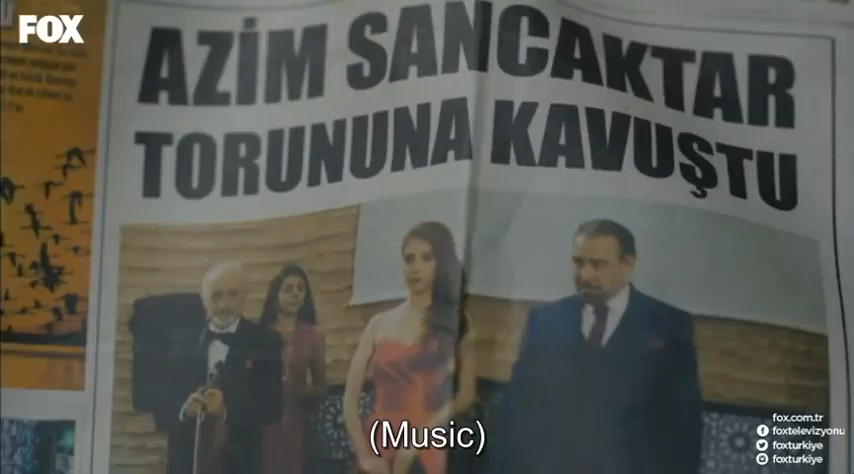 FOX
AZİM SANCAKTAR
TORUNUNA KAVUŞTU
(Music)
fox.com.tr
foxtelevizyonu
foxturkiye
foxturkiye